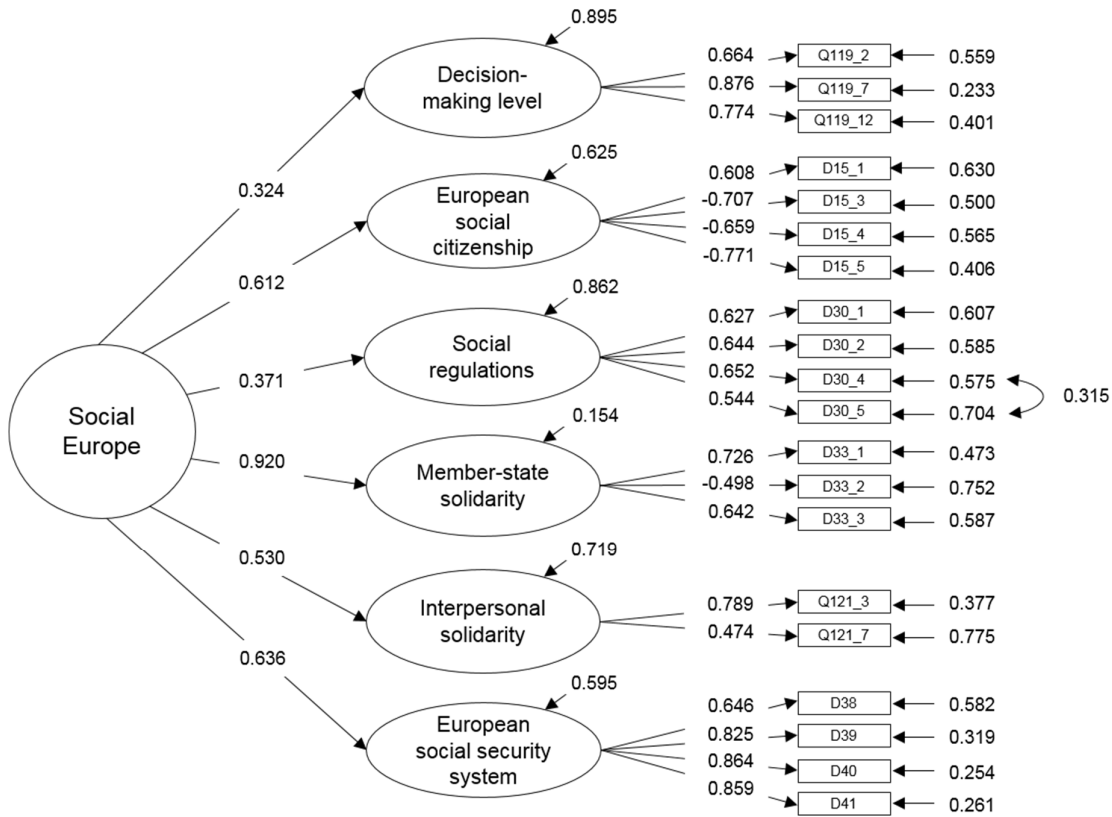 0.895
Decision-
making level
0.324
0.664
Q119_2
0.559
0.876
Q119_7
0.233
0.774
Q119_12
0.401
0.625
European
social
citizenship
0.612
0.608
D15_1
0.630
-0.707
D15_3
0.500
-0.659
D15_4
0.565
-0.771
D15_5
0.406
0.862
Social
regulations
0.371
0.627
D30_1
0.607
0.644
D30_2
0.585
0.652
D30_4
0.575
0.544
D30_5
0.704
0.315
Social
Europe
0.154
Member-state
solidarity
0.920
0.726
D33_1
0.473
-0.498
D33_2
0.752
0.642
D33_3
0.587
0.719
Interpersonal
solidarity
0.530
0.789
Q121_3
0.377
0.474
Q121_7
0.775
0.595
European
social security
system
0.636
0.646
D38
0.582
0.825
D39
0.319
0.864
D40
0.254
0.859
D41
0.261